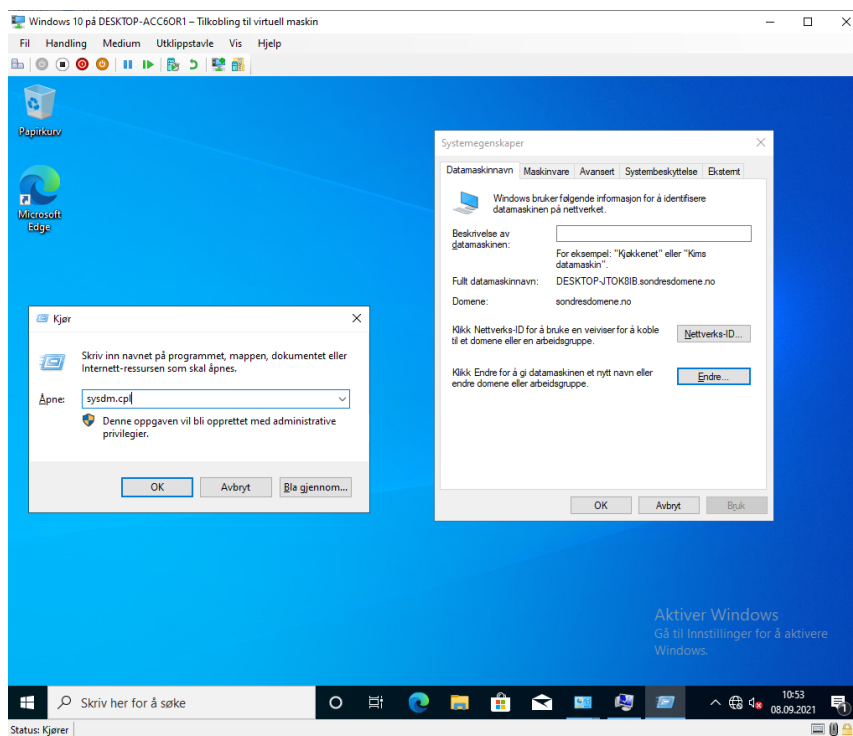 Windows 10 på DESKTOP-ACC6OR1 – Tilkobling til virtuell maskin
Fil Handling Medium Utklippstavle Vis Hjelp
Papirkurv
Microsoft
Edge
Systemegenskaper
Datamaskinnavn Maskinvare Avansert Systembeskyttelse Eksternt
Windows bruker følgende informasjon for å identifisere
datamaskinen på nettverket.
Beskrivelse av
datamaskinen:
For eksempel: "Kjøkkenet" eller "Kims
datamaskin".
Fullt datamaskinnavn: DESKTOP-JTOK8IB.sondresdomene.no
Domene: sondresdomene.no
Klikk Nettverks-ID for å bruke en veiviser for å koble
til et domene eller en arbeidsgruppe.
Nettverks-ID...
Klikk Endre for å gi datamaskinen et nytt navn eller
endre domene eller arbeidsgruppe.
Endre...
OK Avbryt Bruk
Kjør
Skriv inn navnet på programmet, mappen, dokumentet eller
Internett-ressursen som skal åpnes.
Åpne: sysdm.cpl
Denne oppgaven vil bli opprettet med administrative
privilegier.
OK Avbryt Bla gjennom...
Aktiver Windows
Gå til Innstillinger for å aktivere
Windows.
Skriv her for å søke
10:53
08.09.2021
1
Status: Kjører